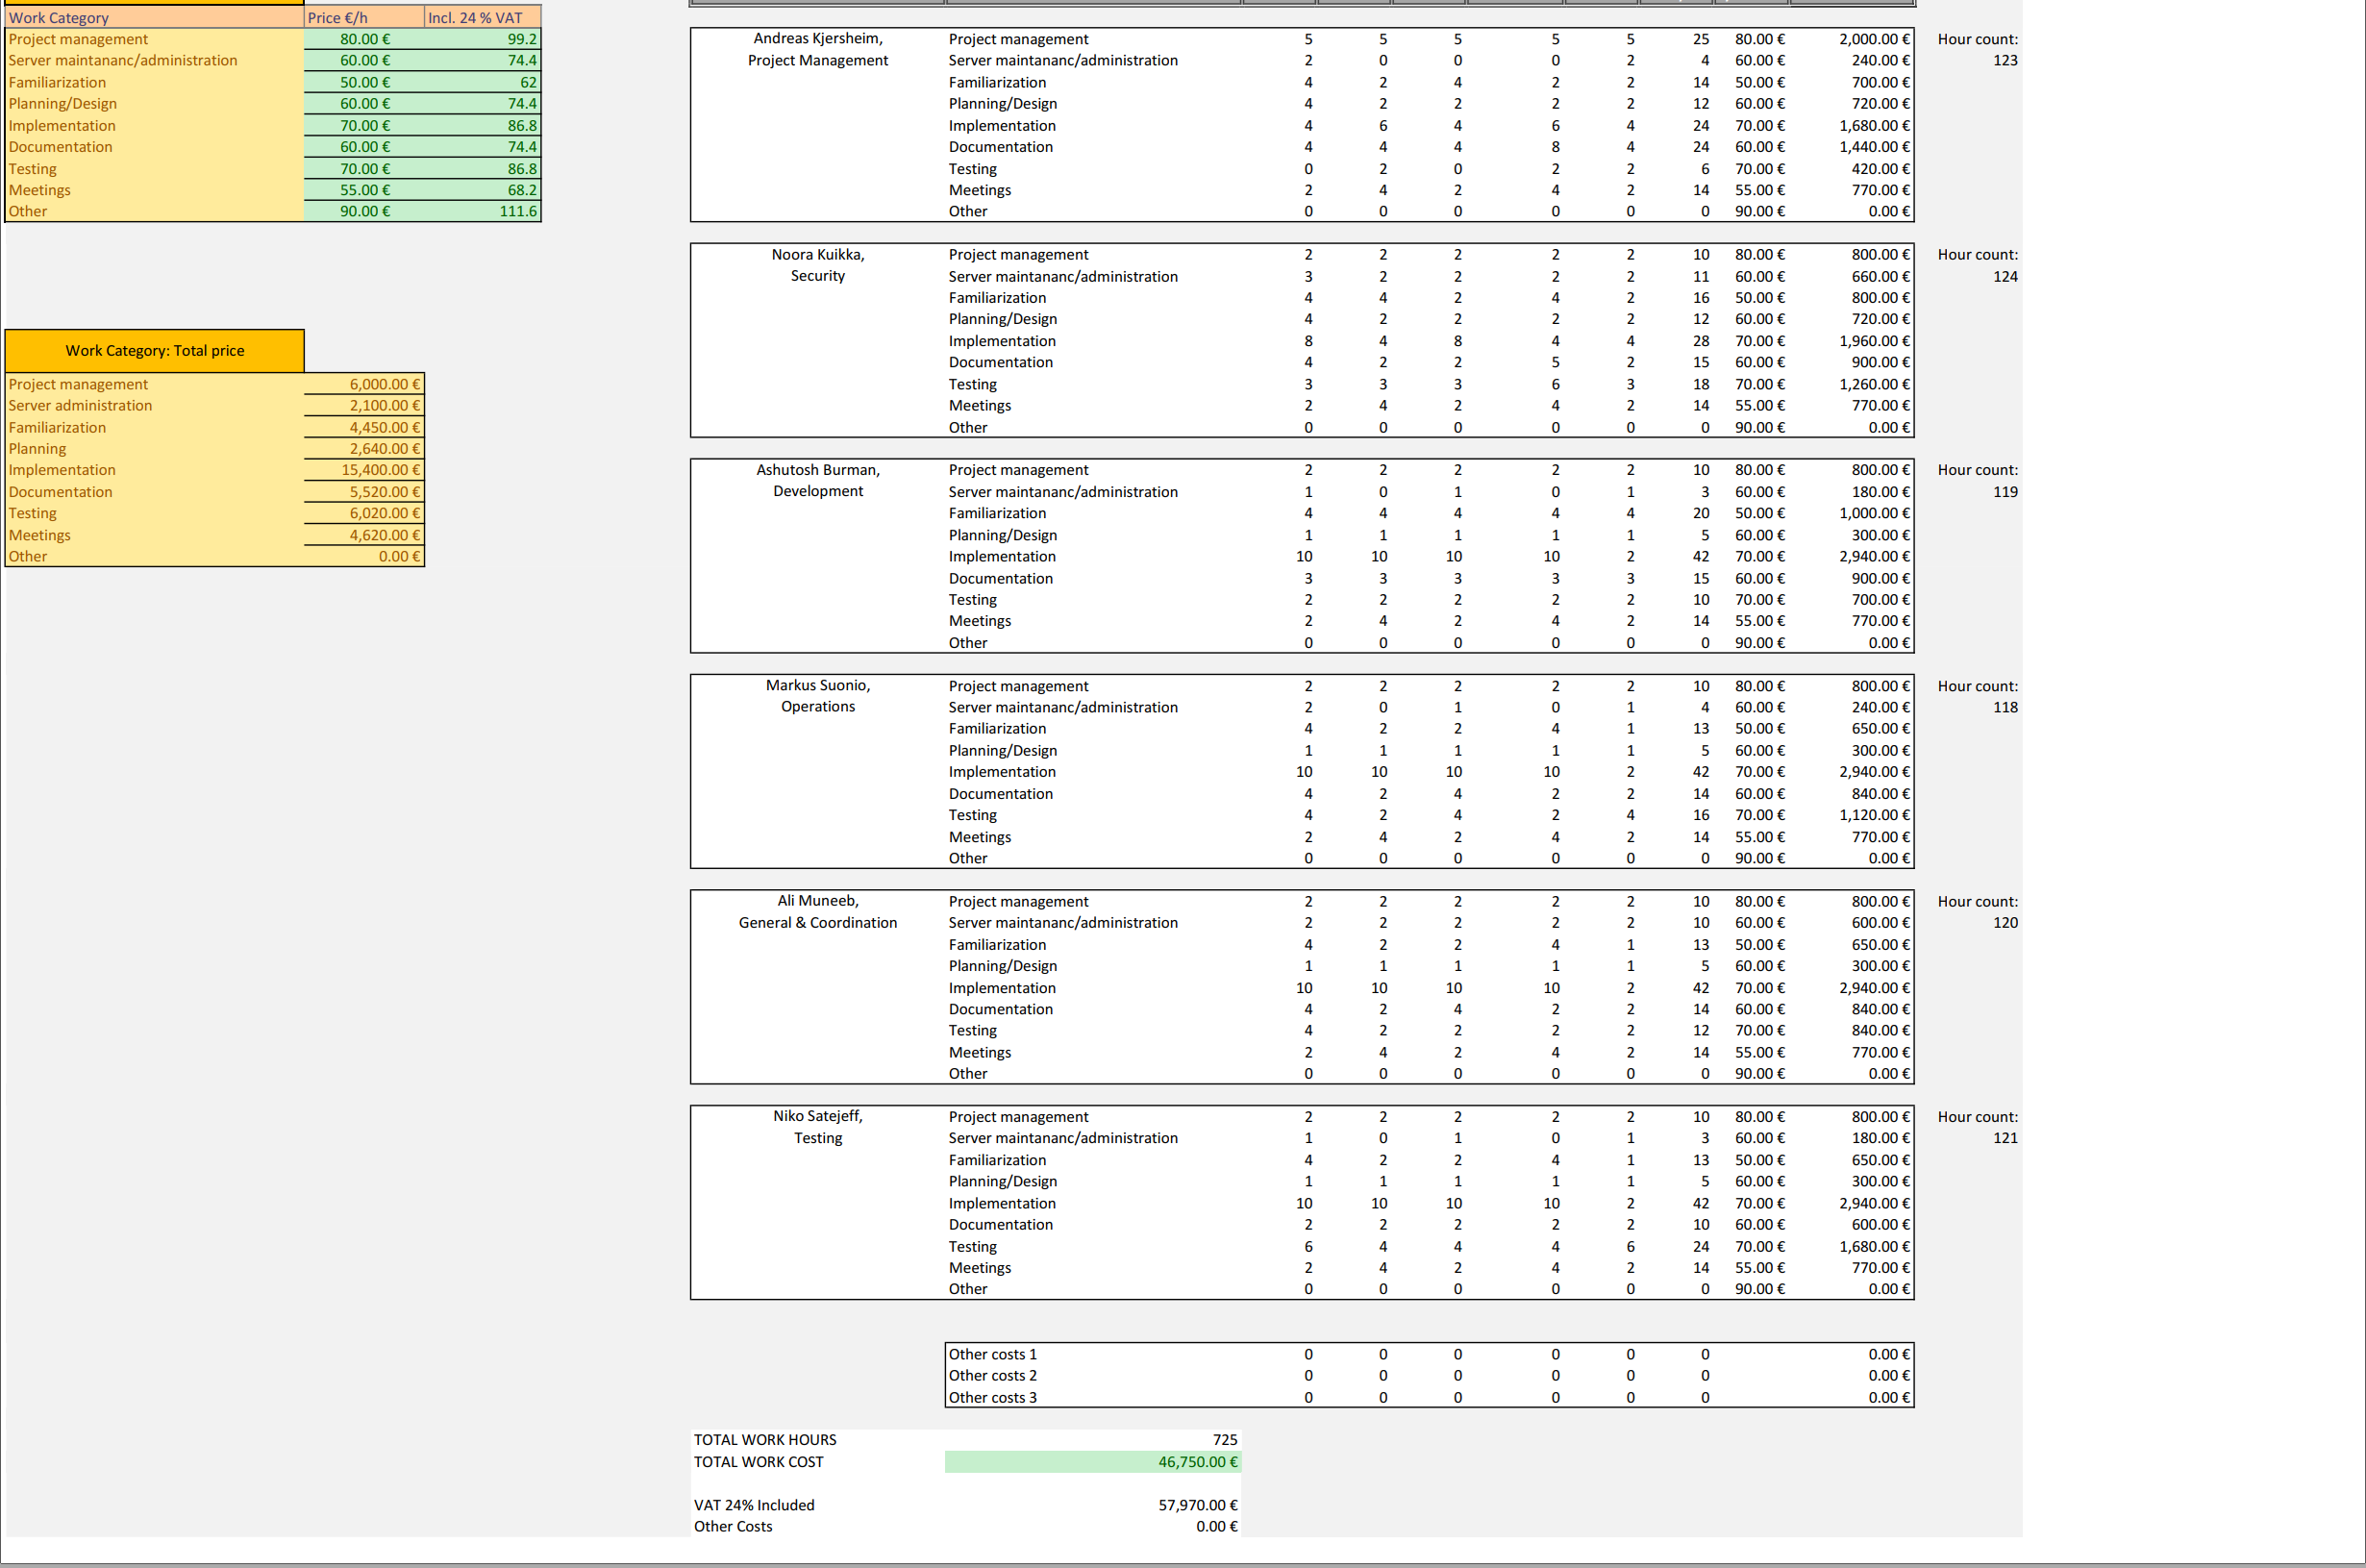 Work Category Price €/h Incl. 24 % VAT
Project management 80.00 € 99.2
Server maintananc/administration 60.00 € 74.4
Familiarization 50.00 € 62
Planning/Design 60.00 € 74.4
Implementation 70.00 € 86.8
Documentation 60.00 € 74.4
Testing 70.00 € 86.8
Meetings 55.00 € 68.2
Other 90.00 € 111.6
Work Category: Total price
Project management 6,000.00 €
Server administration 2,100.00 €
Familiarization 4,450.00 €
Planning 2,640.00 €
Implementation 15,400.00 €
Documentation 5,520.00 €
Testing 6,020.00 €
Meetings 4,620.00 €
Other 0.00 €
Andreas Kjersheim, Project management 5 5 5 5 5 25 80.00 € 2,000.00 € Hour count:
Project Management Server maintananc/administration 2 0 0 0 2 4 60.00 € 240.00 € 123
Familiarization 4 2 4 2 2 14 50.00 € 700.00 €
Planning/Design 4 2 2 2 2 12 60.00 € 720.00 €
Implementation 4 6 4 6 4 24 70.00 € 1,680.00 €
Documentation 4 4 4 8 4 24 60.00 € 1,440.00 €
Testing 0 2 0 2 2 6 70.00 € 420.00 €
Meetings 2 4 2 4 2 14 55.00 € 770.00 €
Other 0 0 0 0 0 0 90.00 € 0.00 €
Noora Kuikka, Project management 2 2 2 2 2 10 80.00 € 800.00 € Hour count:
Security Server maintananc/administration 3 2 2 2 2 11 60.00 € 660.00 € 124
Familiarization 4 4 2 4 2 16 50.00 € 800.00 €
Planning/Design 4 2 2 2 2 12 60.00 € 720.00 €
Implementation 8 4 8 4 4 28 70.00 € 1,960.00 €
Documentation 4 2 2 5 2 15 60.00 € 900.00 €
Testing 3 3 3 6 3 18 70.00 € 1,260.00 €
Meetings 2 4 2 4 2 14 55.00 € 770.00 €
Other 0 0 0 0 0 0 90.00 € 0.00 €
Ashutosh Burman, Project management 2 2 2 2 2 10 80.00 € 800.00 € Hour count:
Development Server maintananc/administration 1 0 1 0 1 3 60.00 € 180.00 € 119
Familiarization 4 4 4 4 4 20 50.00 € 1,000.00 €
Planning/Design 1 1 1 1 1 5 60.00 € 300.00 €
Implementation 10 10 10 10 2 42 70.00 € 2,940.00 €
Documentation 3 3 3 3 3 15 60.00 € 900.00 €
Testing 2 2 2 2 2 10 70.00 € 700.00 €
Meetings 2 4 2 4 2 14 55.00 € 770.00 €
Other 0 0 0 0 0 0 90.00 € 0.00 €
Markus Suonio, Project management 2 2 2 2 2 10 80.00 € 800.00 € Hour count:
Operations Server maintananc/administration 2 0 1 0 1 4 60.00 € 240.00 € 118
Familiarization 4 2 2 4 1 13 50.00 € 650.00 €
Planning/Design 1 1 1 1 1 5 60.00 € 300.00 €
Implementation 10 10 10 10 2 42 70.00 € 2,940.00 €
Documentation 4 2 4 2 2 14 60.00 € 840.00 €
Testing 4 2 4 2 4 16 70.00 € 1,120.00 €
Meetings 2 4 2 4 2 14 55.00 € 770.00 €
Other 0 0 0 0 0 0 90.00 € 0.00 €
Ali Muneeb, Project management 2 2 2 2 2 10 80.00 € 800.00 € Hour count:
General & Coordination Server maintananc/administration 2 2 2 2 2 10 60.00 € 600.00 € 120
Familiarization 4 2 2 4 1 13 50.00 € 650.00 €
Planning/Design 1 1 1 1 1 5 60.00 € 300.00 €
Implementation 10 10 10 10 2 42 70.00 € 2,940.00 €
Documentation 4 2 4 2 2 14 60.00 € 840.00 €
Testing 4 2 2 2 2 12 70.00 € 840.00 €
Meetings 2 4 2 4 2 14 55.00 € 770.00 €
Other 0 0 0 0 0 0 90.00 € 0.00 €
Niko Satejeff, Project management 2 2 2 2 2 10 80.00 € 800.00 € Hour count:
Testing Server maintananc/administration 1 0 1 0 1 3 60.00 € 180.00 € 121
Familiarization 4 2 2 4 1 13 50.00 € 650.00 €
Planning/Design 1 1 1 1 1 5 60.00 € 300.00 €
Implementation 10 10 10 10 2 42 70.00 € 2,940.00 €
Documentation 2 2 2 2 2 10 60.00 € 600.00 €
Testing 6 4 4 4 6 24 70.00 € 1,680.00 €
Meetings 2 4 2 4 2 14 55.00 € 770.00 €
Other 0 0 0 0 0 0 90.00 € 0.00 €
Other costs 1 0 0 0 0 0 0 0.00 €
Other costs 2 0 0 0 0 0 0 0.00 €
Other costs 3 0 0 0 0 0 0 0.00 €
TOTAL WORK HOURS 725
TOTAL WORK COST 46,750.00 €
VAT 24% Included 57,970.00 €
Other Costs 0.00 €